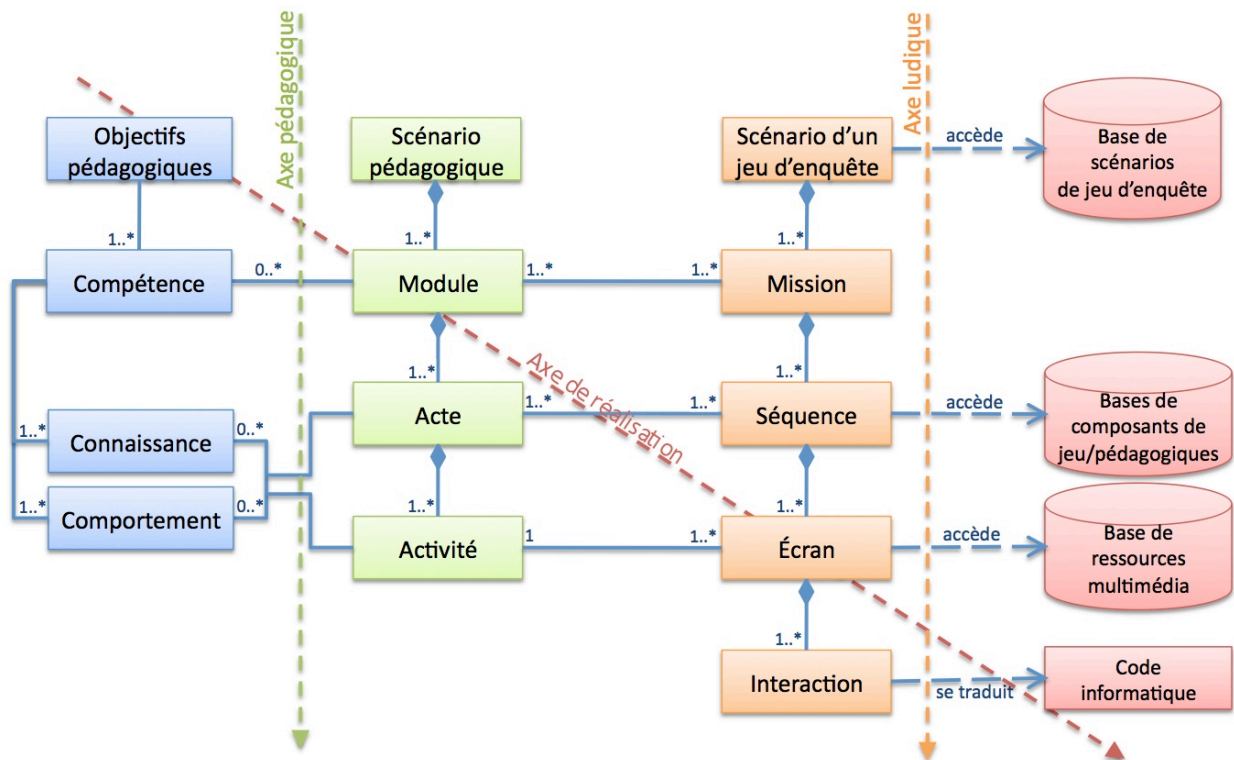 Axe pédagogique
Axe ludique
Objectifs
pédagogiques
Scénario
pédagogique
Scénario d'un
jeu d'enquête
accède
Base de
scénarios
de jeu d'enquête
1..*
1..*
1..*
Compétence
0..*
Module
1..*
1..*
Mission
Axe de réalisation
1..*
1..*
1..*
Connaissance
0..*
Acte
1..*
1..*
Séquence
accède
Bases de
composants de
jeu/pédagogiques
1..*
Comportement
0..*
1..*
1..*
Activité
1
1..*
Écran
accède
Base de
ressources
multimédia
1..*
Interaction
se traduit
Code
informatique